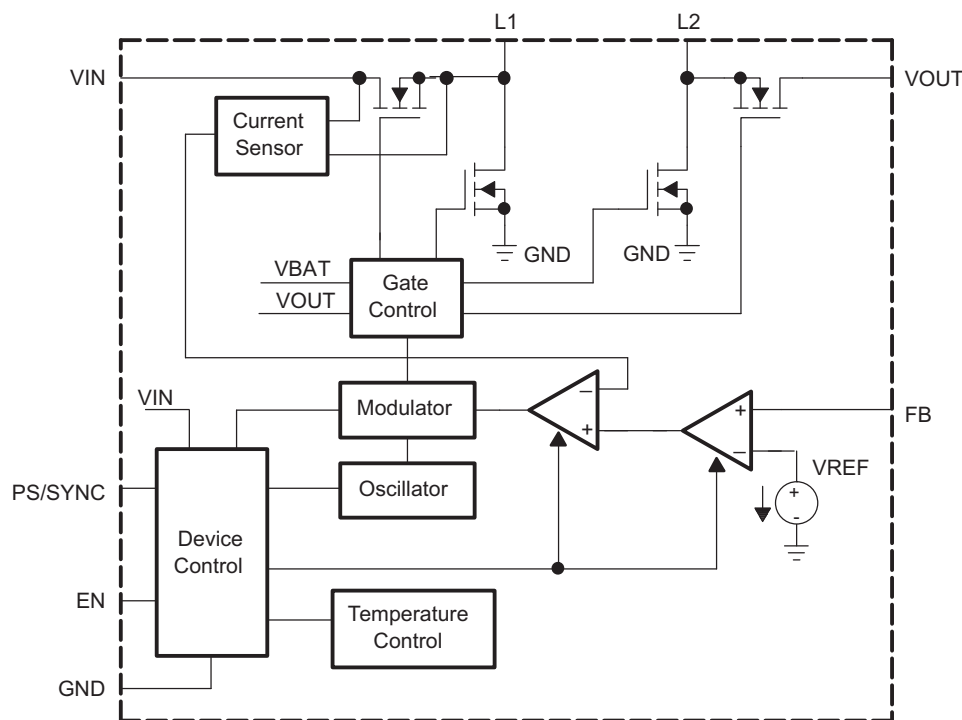 L1
L2
VIN
VOUT
Current
Sensor
GND
GND
VBAT
VOUT
Gate
Control
VIN
Modulator
−
+
+
−
FB
VREF
PS/SYNC
Oscillator
+
-
Device
Control
EN
Temperature
Control
GND